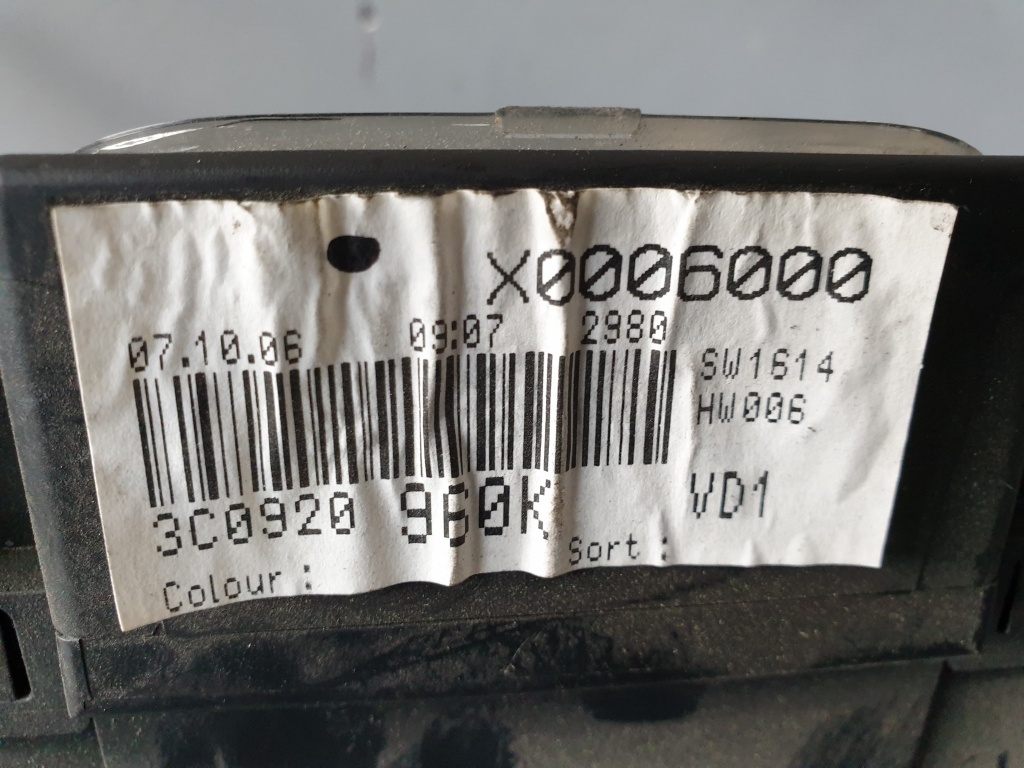 X0006000
07.10.06 09:07 2980
SW1614
HW006
3C0920 960K VD1
Colour : Sort :